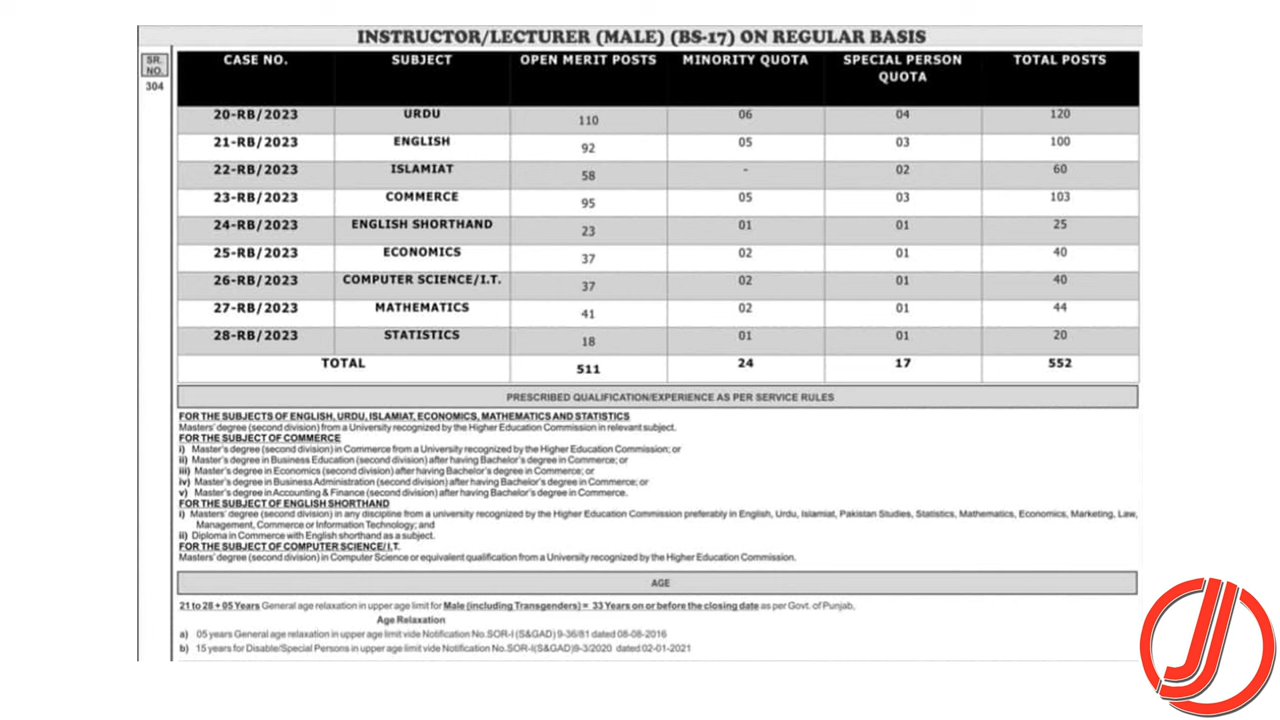 INSTRUCTOR/LECTURER (MALE) (BS-17) ON REGULAR BASIS
SR. NO.
304
CASE NO. SUBJECT OPEN MERIT POSTS MINORITY QUOTA SPECIAL PERSON QUOTA TOTAL POSTS
20-RB/2023 URDU 110 06 04 120
21-RB/2023 ENGLISH 92 05 03 100
22-RB/2023 ISLAMIAT 58 - 02 60
23-RB/2023 COMMERCE 95 05 03 103
24-RB/2023 ENGLISH SHORTHAND 23 01 01 25
25-RB/2023 ECONOMICS 37 02 01 40
26-RB/2023 COMPUTER SCIENCE/I.T. 37 02 01 40
27-RB/2023 MATHEMATICS 41 02 01 44
28-RB/2023 STATISTICS 18 01 01 20
TOTAL 511 24 17 552
PRESCRIBED QUALIFICATION/EXPERIENCE AS PER SERVICE RULES
FOR THE SUBJECTS OF ENGLISH, URDU, ISLAMIAT, ECONOMICS, MATHEMATICS AND STATISTICS
Masters' degree (second division) from a University recognized by the Higher Education Commission in relevant subject.
FOR THE SUBJECT OF COMMERCE
i) Master's degree (second division) in Commerce from a University recognized by the Higher Education Commission; or
ii) Master's degree in Business Education (second division) after having Bachelor's degree in Commerce; or
iii) Master's degree in Economics (second division) after having Bachelor's degree in Commerce; or
iv) Master's degree in Business Administration (second division) after having Bachelor's degree in Commerce; or
v) Master's degree in Accounting & Finance (second division) after having Bachelor's degree in Commerce.
FOR THE SUBJECT OF ENGLISH SHORTHAND
i) Masters' degree (second division) in any discipline from a university recognized by the Higher Education Commission preferably in English, Urdu, Islamiat, Pakistan Studies, Statistics, Mathematics, Economics, Marketing, Law,
Management, Commerce or Information Technology; and
ii) Diploma in Commerce with English shorthand as a subject.
FOR THE SUBJECT OF COMPUTER SCIENCE/I.T.
Masters' degree (second division) in Computer Science or equivalent qualification from a University recognized by the Higher Education Commission.
AGE
21 to 28 + 05 Years General age relaxation in upper age limit for Male (including Transgenders) = 33 Years on or before the closing date as per Govt. of Punjab.
Age Relaxation
a) 05 years General age relaxation in upper age limit vide Notification No.SOR-I (S&GAD) 9-36/81 dated 08-08-2016
b) 15 years for Disable/Special Persons in upper age limit vide Notification No.SOR-I(S&GAD)9-3/2020 dated:02-01-2021